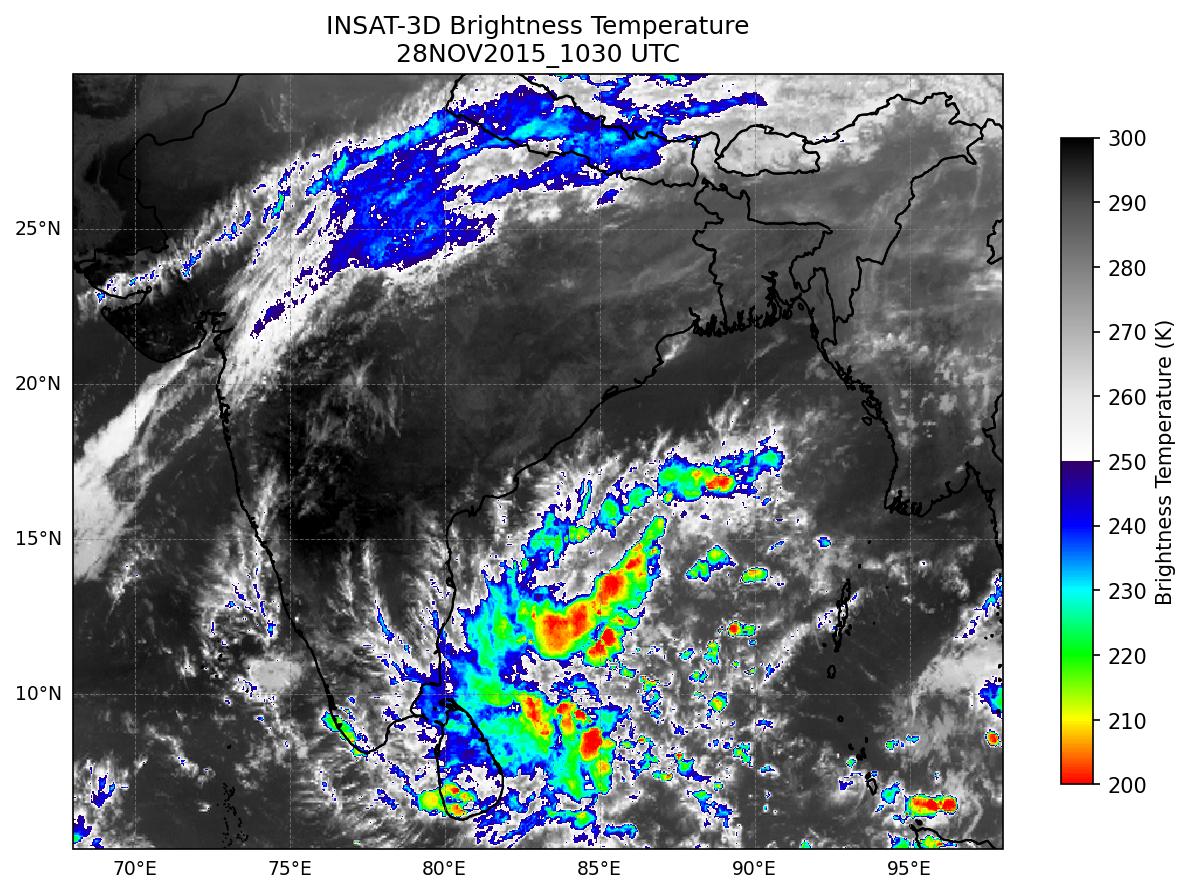 INSAT-3D Brightness Temperature
28NOV2015_1030 UTC
25°N
20°N
15°N
10°N
70°E
75°E
80°E
85°E
90°E
95°E
300
290
280
270
260
250
240
230
220
210
200
Brightness Temperature (K)